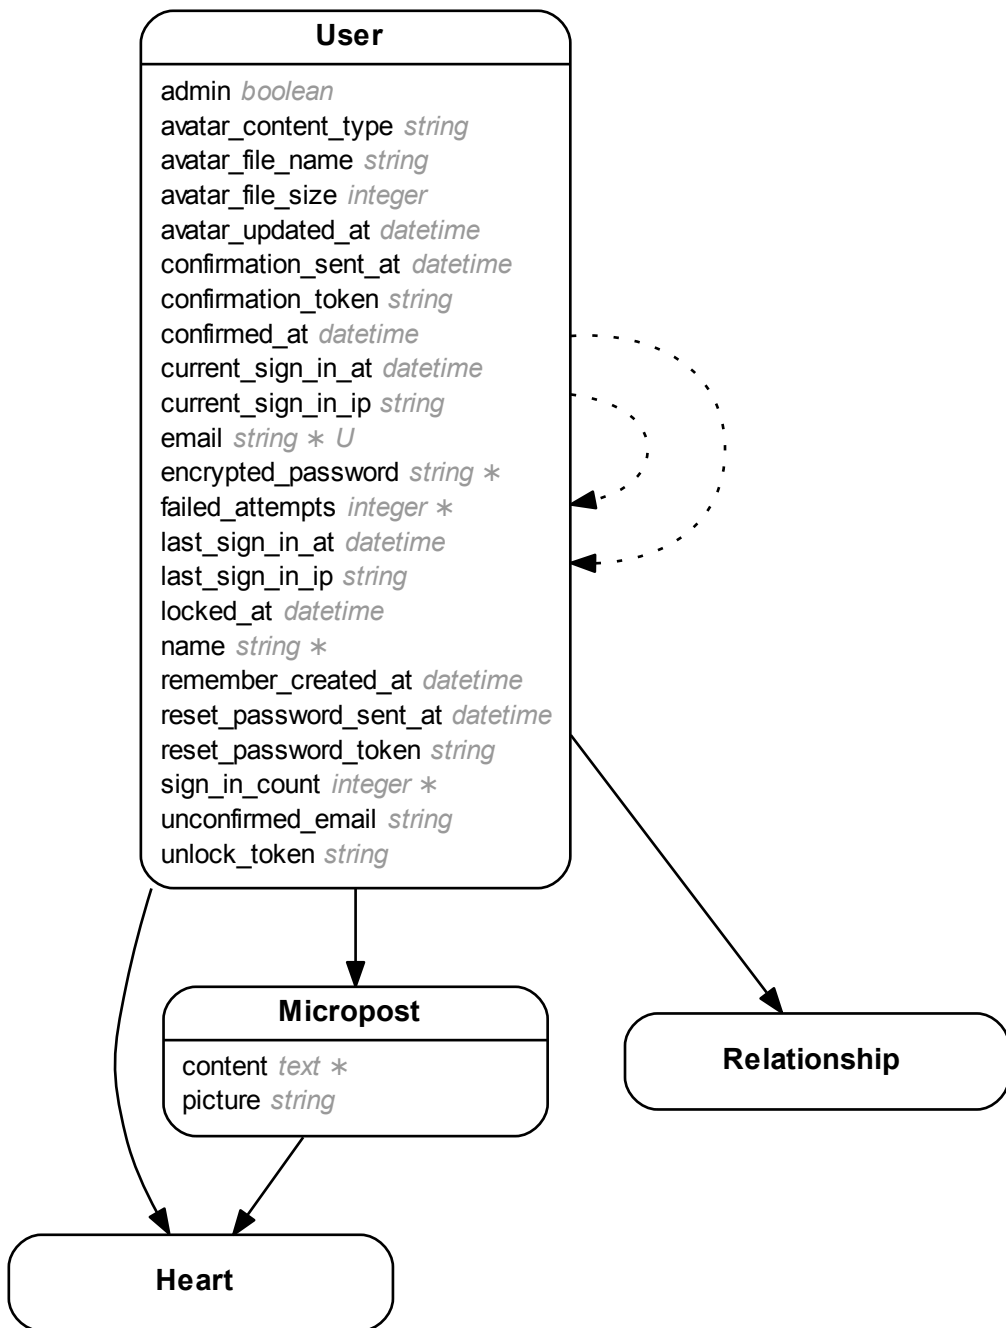 User
admin boolean
avatar_content_type string
avatar_file_name string
avatar_file_size integer
avatar_updated_at datetime
confirmation_sent_at datetime
confirmation_token string
confirmed_at datetime
current_sign_in_at datetime
current_sign_in_ip string
email string ∗ U
encrypted_password string ∗
failed_attempts integer ∗
last_sign_in_at datetime
last_sign_in_ip string
locked_at datetime
name string ∗
remember_created_at datetime
reset_password_sent_at datetime
reset_password_token string
sign_in_count integer ∗
unconfirmed_email string
unlock_token string
Micropost
content text ∗
picture string
Relationship
Heart